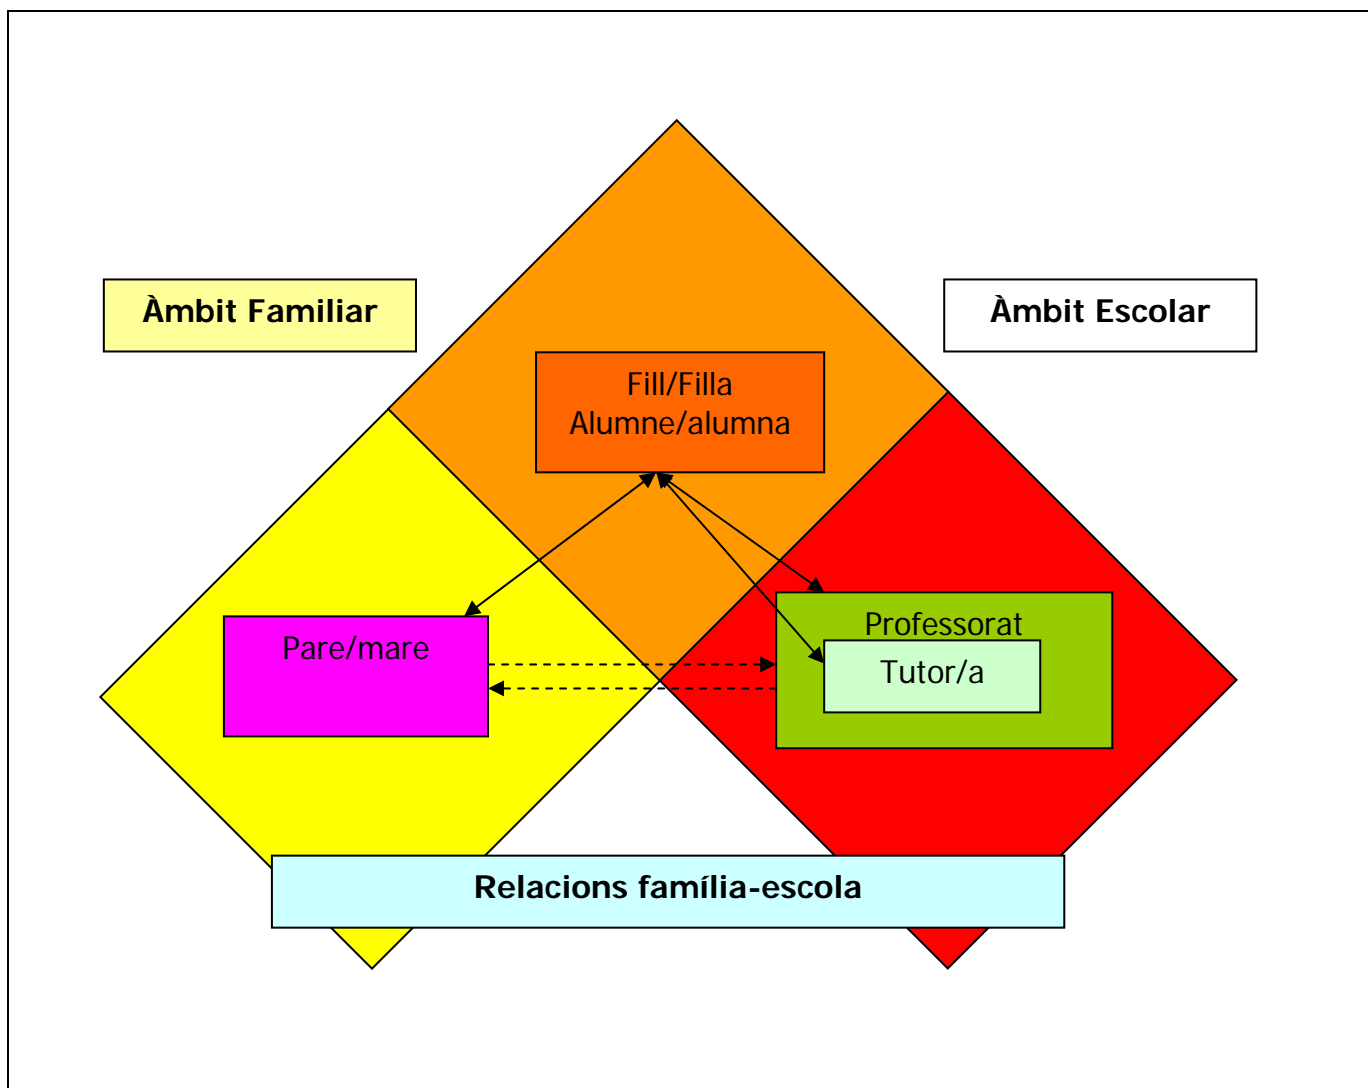 Àmbit Familiar
Àmbit Escolar
Fill/Filla
Alumne/alumna
Pare/mare
Professorat
Tutor/a
Relacions família-escola